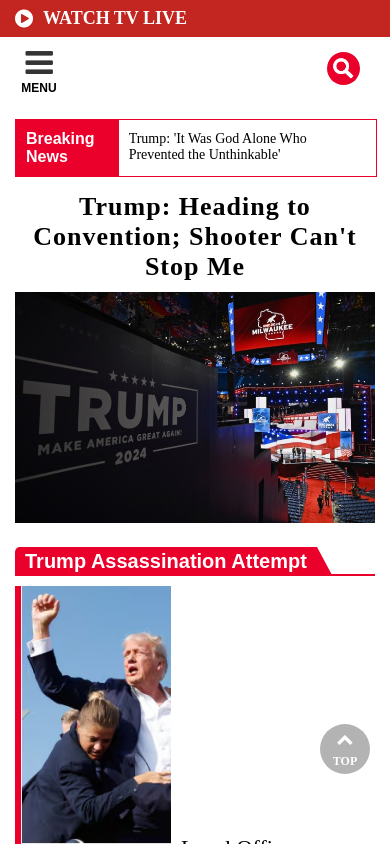 WATCH TV LIVE
MENU
Breaking
News
Trump: 'It Was God Alone Who
Prevented the Unthinkable'
Trump: Heading to
Convention; Shooter Can't
Stop Me
MILWAUKEE
TRUMP
MAKE AMERICA GREAT AGAIN!
2024
Trump Assassination Attempt
TOP